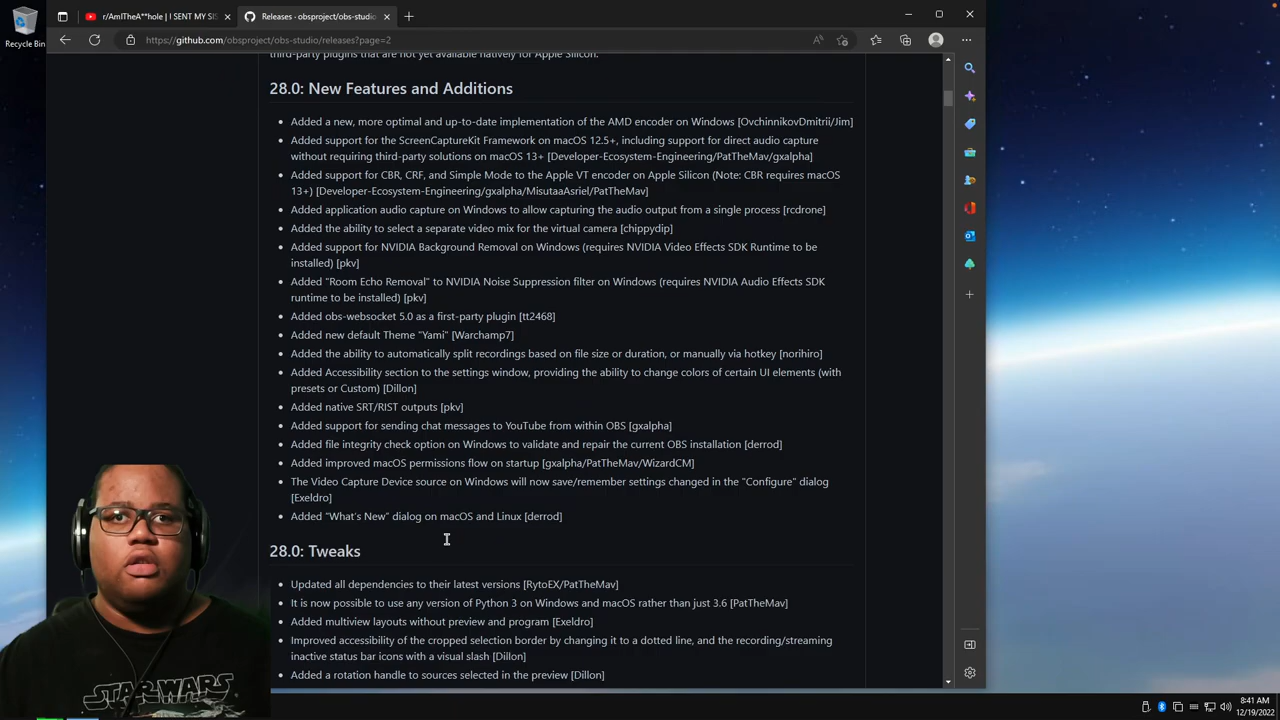 r/AmITheA**hole | I SENT MY SIS
Releases · obsproject/obs-studio
Recycle Bin
https://github.com/obsproject/obs-studio/releases?page=2
third-party plugins that are not yet available natively for Apple Silicon.
28.0: New Features and Additions
Added a new, more optimal and up-to-date implementation of the AMD encoder on Windows [OvchinnikovDmitrii/Jim]
Added support for the ScreenCaptureKit Framework on macOS 12.5+, including support for direct audio capture
without requiring third-party solutions on macOS 13+ [Developer-Ecosystem-Engineering/PatTheMav/gxalpha]
Added support for CBR, CRF, and Simple Mode to the Apple VT encoder on Apple Silicon (Note: CBR requires macOS
13+) [Developer-Ecosystem-Engineering/gxalpha/MisutaaAsriel/PatTheMav]
Added application audio capture on Windows to allow capturing the audio output from a single process [rcdrone]
Added the ability to select a separate video mix for the virtual camera [chippydip]
Added support for NVIDIA Background Removal on Windows (requires NVIDIA Video Effects SDK Runtime to be
installed) [pkv]
Added "Room Echo Removal" to NVIDIA Noise Suppression filter on Windows (requires NVIDIA Audio Effects SDK
runtime to be installed) [pkv]
Added obs-websocket 5.0 as a first-party plugin [tt2468]
Added new default Theme "Yami" [Warchamp7]
Added the ability to automatically split recordings based on file size or duration, or manually via hotkey [norihiro]
Added Accessibility section to the settings window, providing the ability to change colors of certain UI elements (with
presets or Custom) [Dillon]
Added native SRT/RIST outputs [pkv]
Added support for sending chat messages to YouTube from within OBS [gxalpha]
Added file integrity check option on Windows to validate and repair the current OBS installation [derrod]
Added improved macOS permissions flow on startup [gxalpha/PatTheMav/WizardCM]
The Video Capture Device source on Windows will now save/remember settings changed in the "Configure" dialog
[Exeldro]
Added "What's New" dialog on macOS and Linux [derrod]
28.0: Tweaks
Updated all dependencies to their latest versions [RytoEX/PatTheMav]
It is now possible to use any version of Python 3 on Windows and macOS rather than just 3.6 [PatTheMav]
Added multiview layouts without preview and program [Exeldro]
Improved accessibility of the cropped selection border by changing it to a dotted line, and the recording/streaming
inactive status bar icons with a visual slash [Dillon]
Added a rotation handle to sources selected in the preview [Dillon]
STAR WARS
8:41 AM
12/19/2022